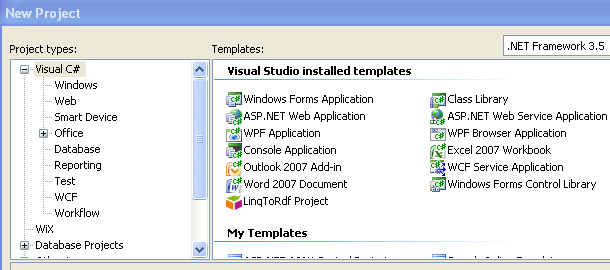 New Project
Project types:
Templates:
.NET Framework 3.5
Visual C#
Windows
Web
Smart Device
Office
Database
Reporting
Test
WCF
Workflow
WiX
Database Projects
Visual Studio installed templates
Windows Forms Application
Class Library
ASP.NET Web Application
ASP.NET Web Service Application
WPF Application
WPF Browser Application
Console Application
Excel 2007 Workbook
Outlook 2007 Add-in
WCF Service Application
Word 2007 Document
Windows Forms Control Library
LinqToRdf Project
My Templates